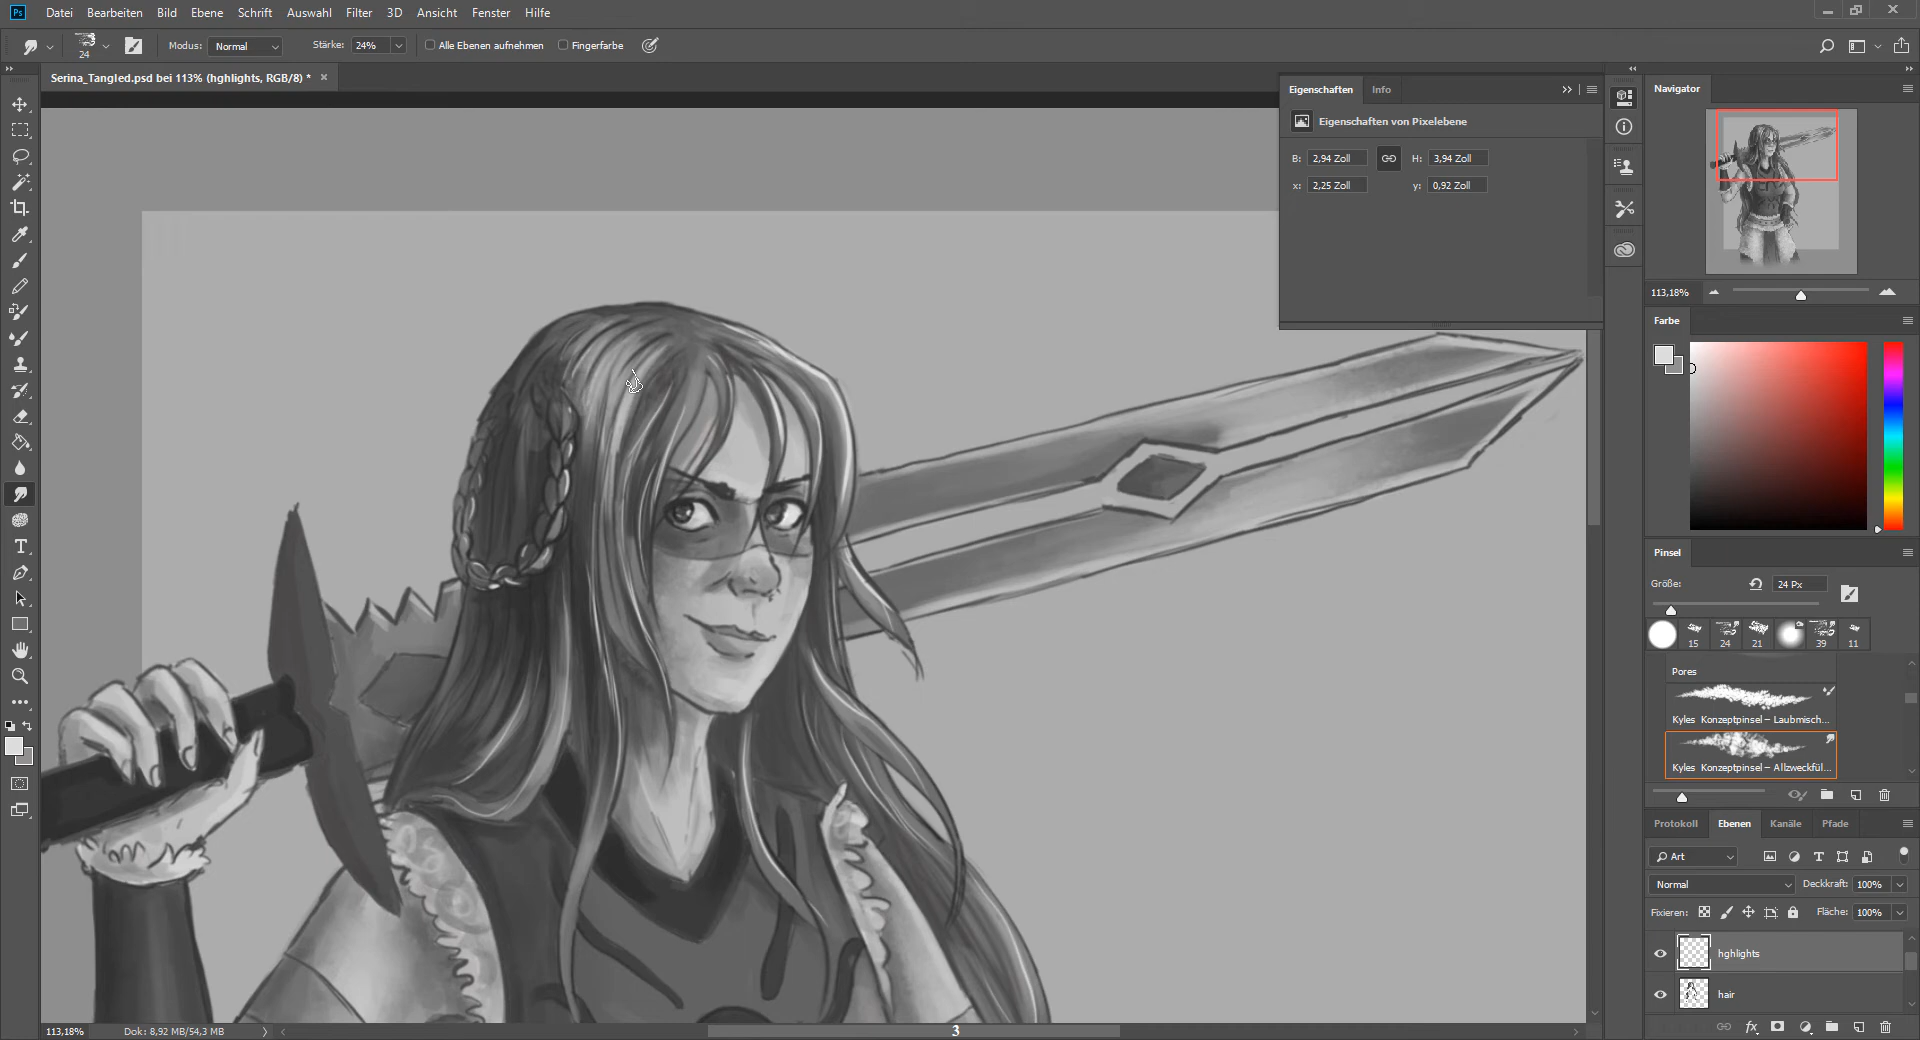 Ps Datei Bearbeiten Bild Ebene Schrift Auswahl Filter 3D Ansicht Fenster Hilfe
24 Modus: Normal Stärke: 24% Alle Ebenen aufnehmen Fingerfarbe
Serina_Tangled.psd bei 113% (hghlights, RGB/8) *
Eigenschaften Info
Eigenschaften von Pixelebene
B: 2,94 Zoll H: 3,94 Zoll
x: 2,25 Zoll y: 0,92 Zoll
Navigator
113,18%
Farbe
Pinsel
Größe: 24 Px
15 24 21 39 11
Pores
Kyles Konzeptpinsel – Laubmisch...
Kyles Konzeptpinsel – Allzweckfül...
Protokoll Ebenen Kanäle Pfade
Art
Normal Deckkraft: 100%
Fixieren: Fläche: 100%
hghlights
hair
113,18% Dok: 8,92 MB/54,3 MB
3